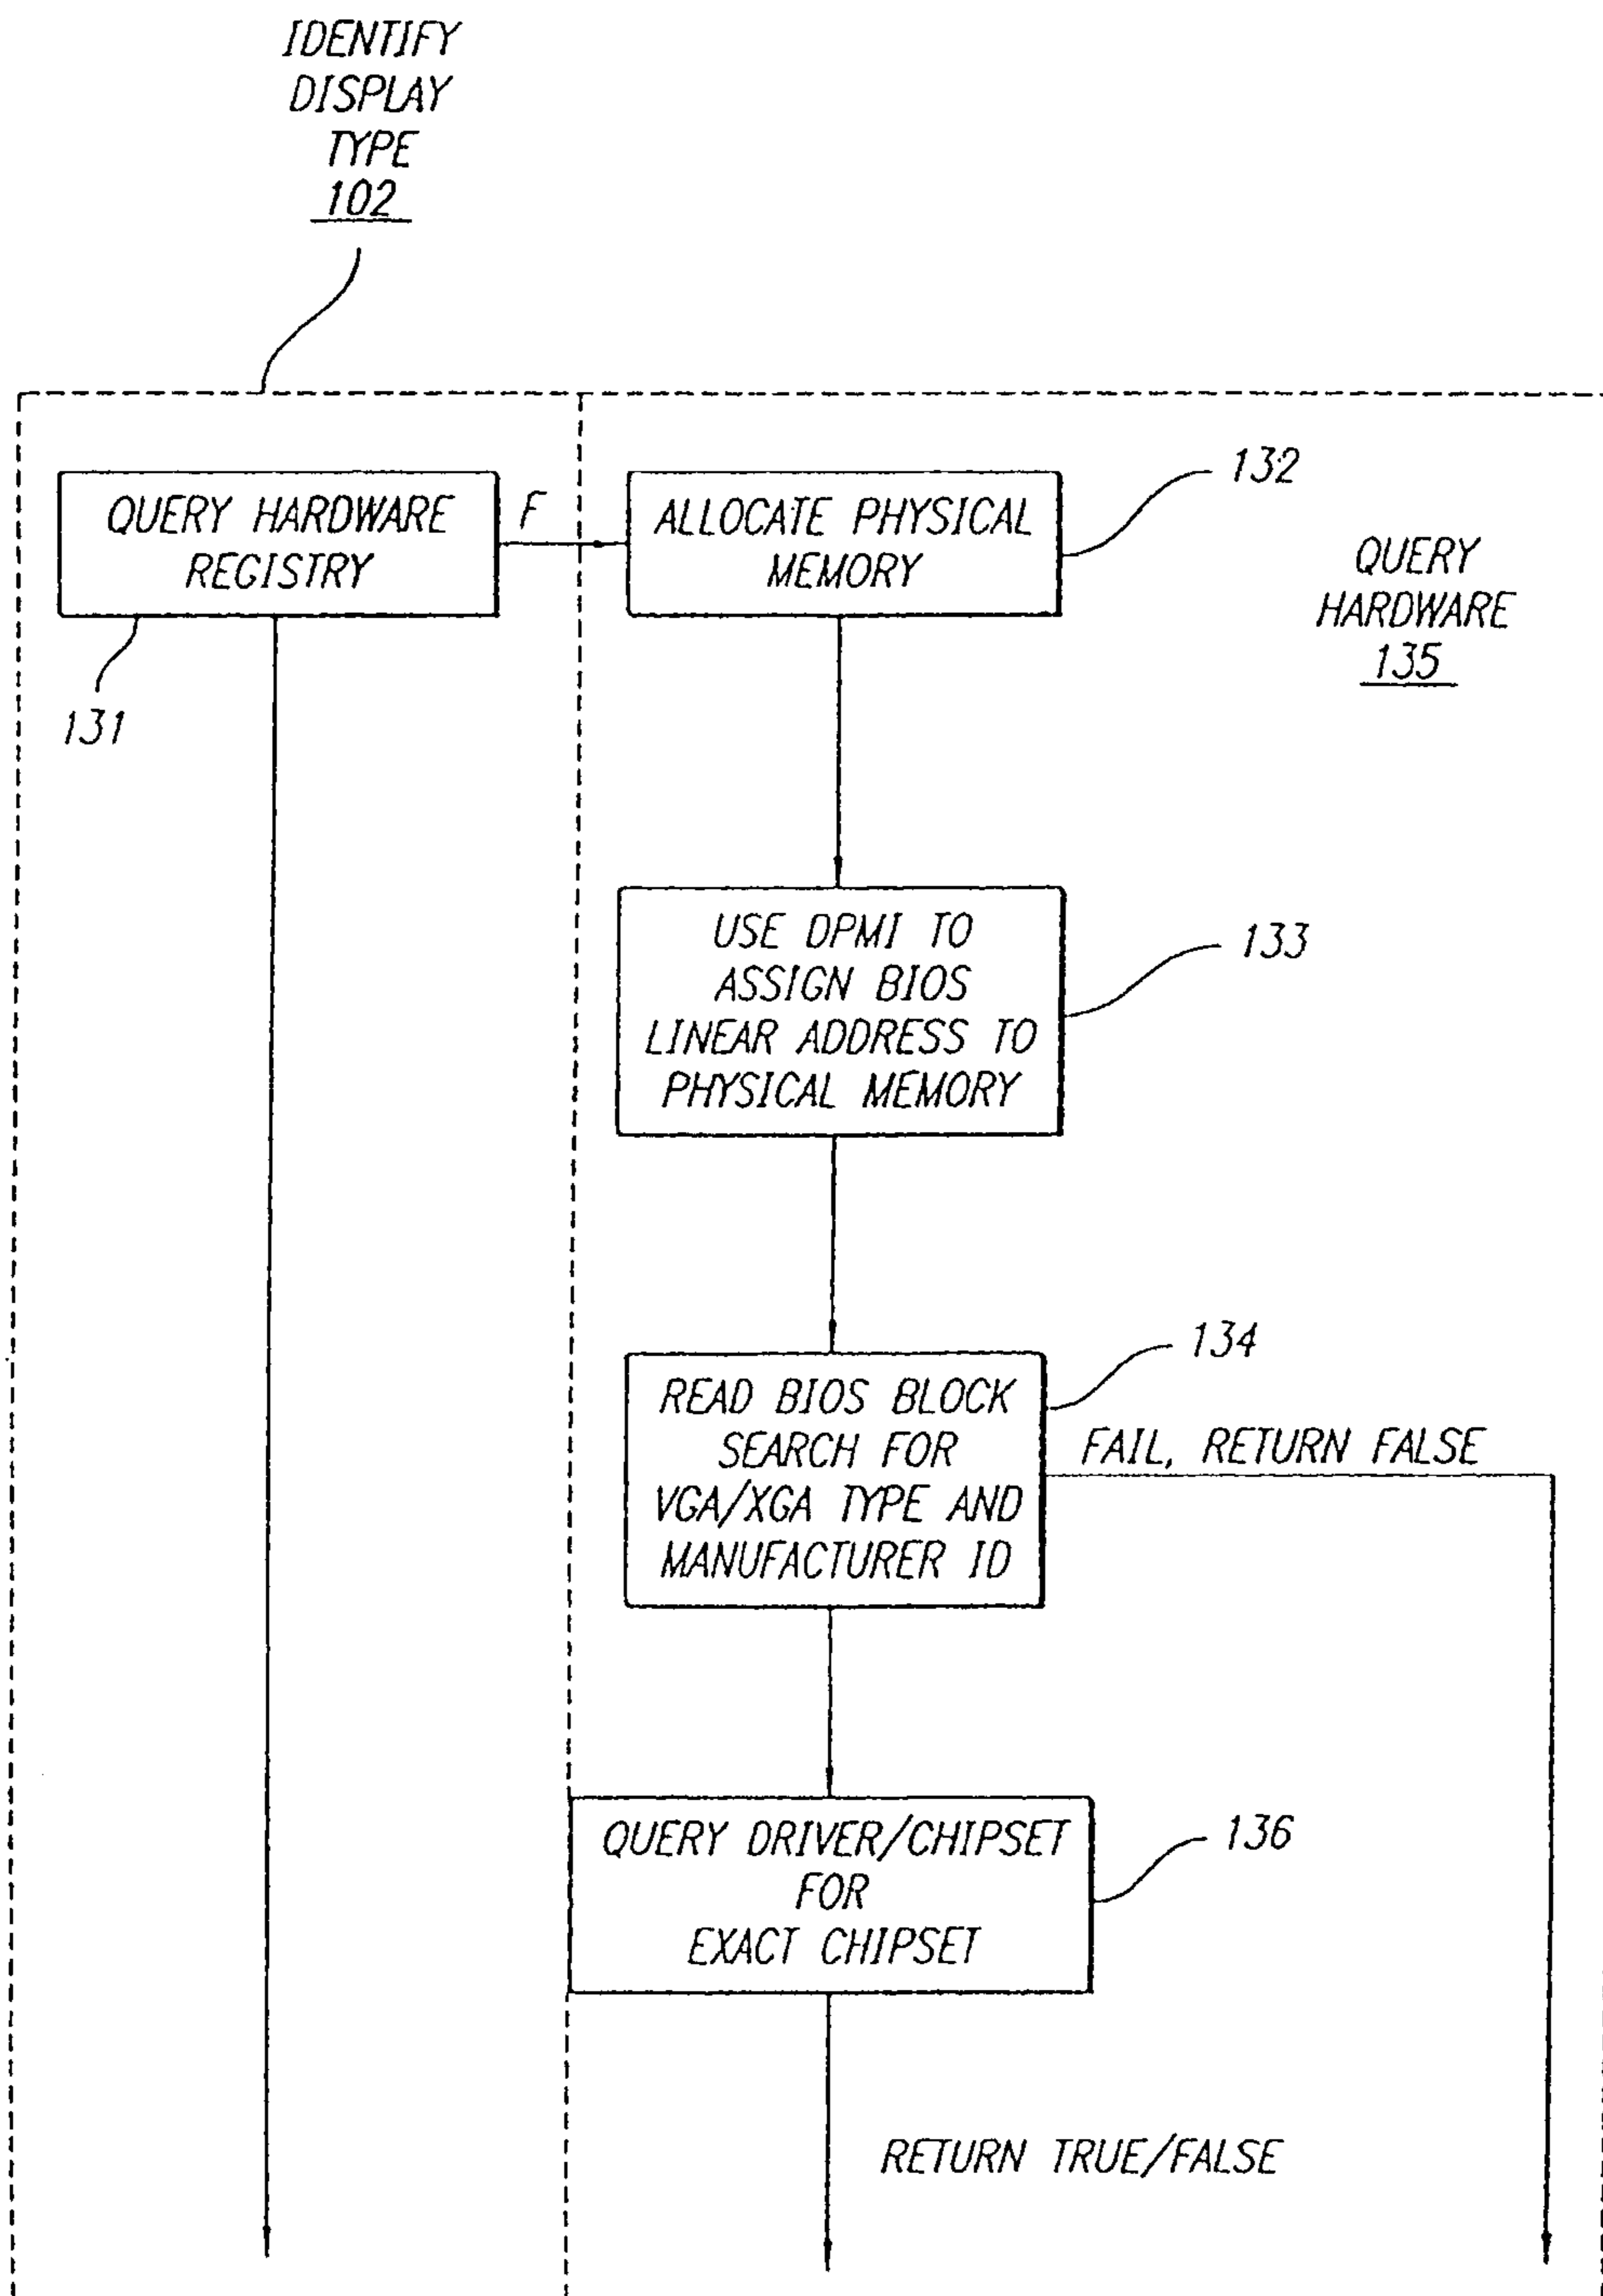 IDENTIFY
DISPLAY
TYPE
102
QUERY HARDWARE
REGISTRY
131
F
ALLOCATE PHYSICAL
MEMORY
132
QUERY
HARDWARE
135
USE DPMI TO
ASSIGN BIOS
LINEAR ADDRESS TO
PHYSICAL MEMORY
133
READ BIOS BLOCK
SEARCH FOR
VGA/XGA TYPE AND
MANUFACTURER ID
134
FAIL, RETURN FALSE
QUERY DRIVER/CHIPSET
FOR
EXACT CHIPSET
136
RETURN TRUE/FALSE